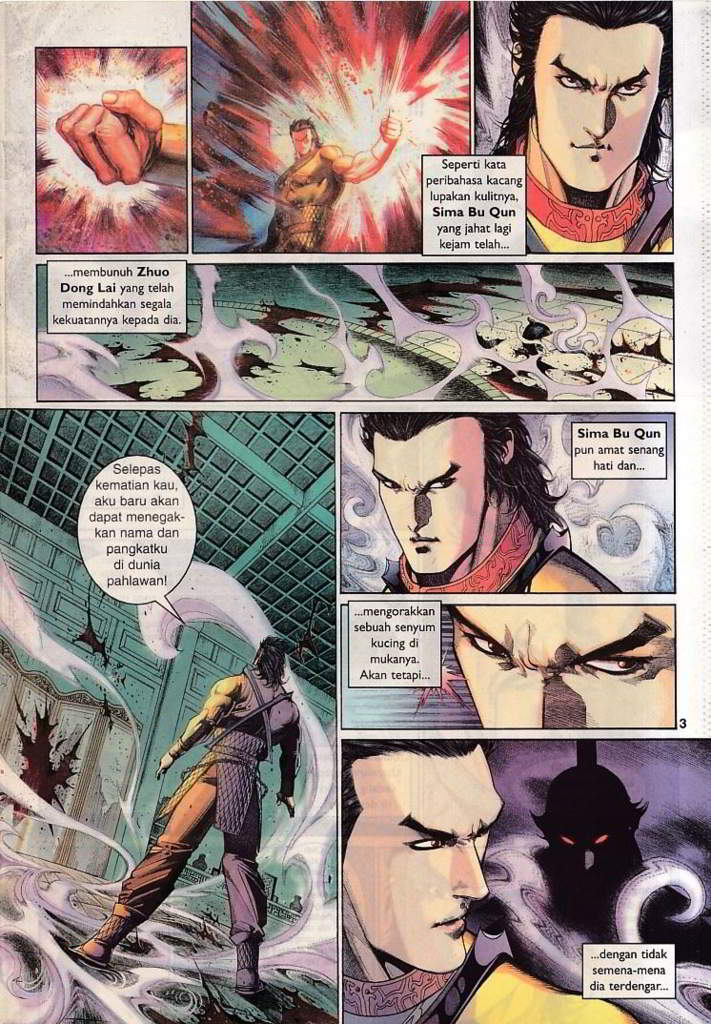 Seperti kata
peribahasa kacang
lupakan kulitnya,
Sima Bu Qun
yang jahat lagi
kejam telah...
...membunuh Zhuo
Dong Lai yang telah
memindahkan segala
kekuatannya kepada dia.
Selepas
kematian kau,
aku baru akan
dapat menegak-
kan nama dan
pangkatku
di dunia
pahlawan!
Sima Bu Qun
pun amat senang
hati dan...
...mengorakkan
sebuah senyum
kucing di
mukanya.
Akan tetapi...
3
...dengan tidak
semena-mena
dia terdengar...